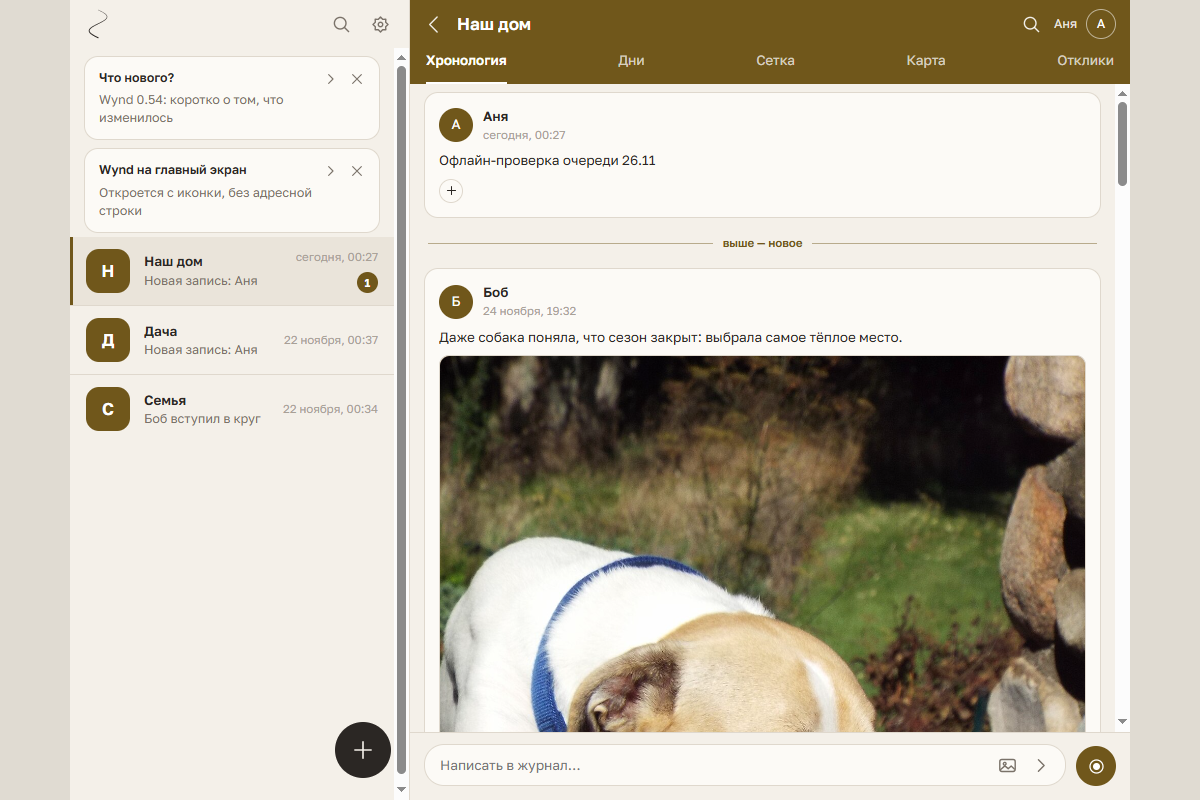 Что нового?
Wynd 0.54: коротко о том, что
изменилось
Wynd на главный экран
Откроется с иконки, без адресной
строки
Н
Наш дом
сегодня, 00:27
Новая запись: Аня
1
Д
Дача
Новая запись: Аня
22 ноября, 00:37
С
Семья
Боб вступил в круг
22 ноября, 00:34
Наш дом
Аня
А
Хронология
Дни
Сетка
Карта
Отклики
А
Аня
сегодня, 00:27
Офлайн-проверка очереди 26.11
выше — новое
Б
Боб
24 ноября, 19:32
Даже собака поняла, что сезон закрыт: выбрала самое тёплое место.
Написать в журнал...